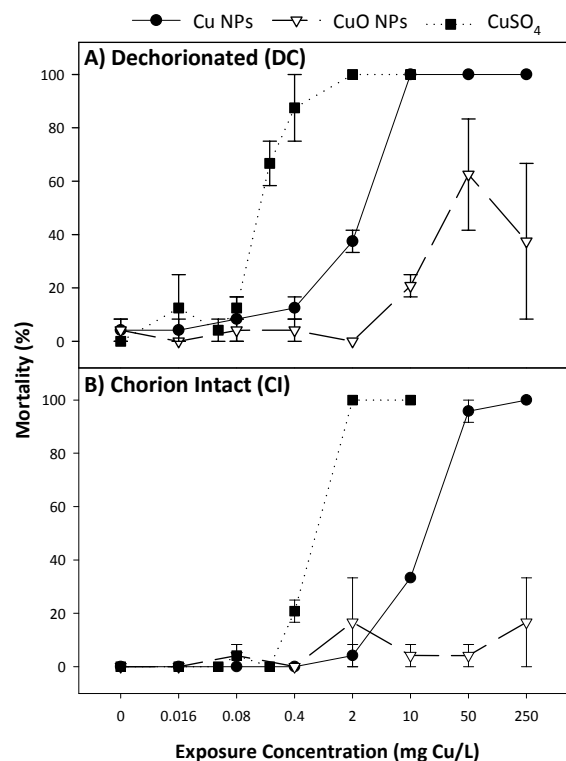 Cu NPs CuO NPs CuSO₄
A) Dechorionated (DC)
100
80
60
40
20
0
B) Chorion Intact (CI)
100
80
60
40
20
0
Mortality (%)
0 0.016 0.08 0.4 2 10 50 250
Exposure Concentration (mg Cu/L)